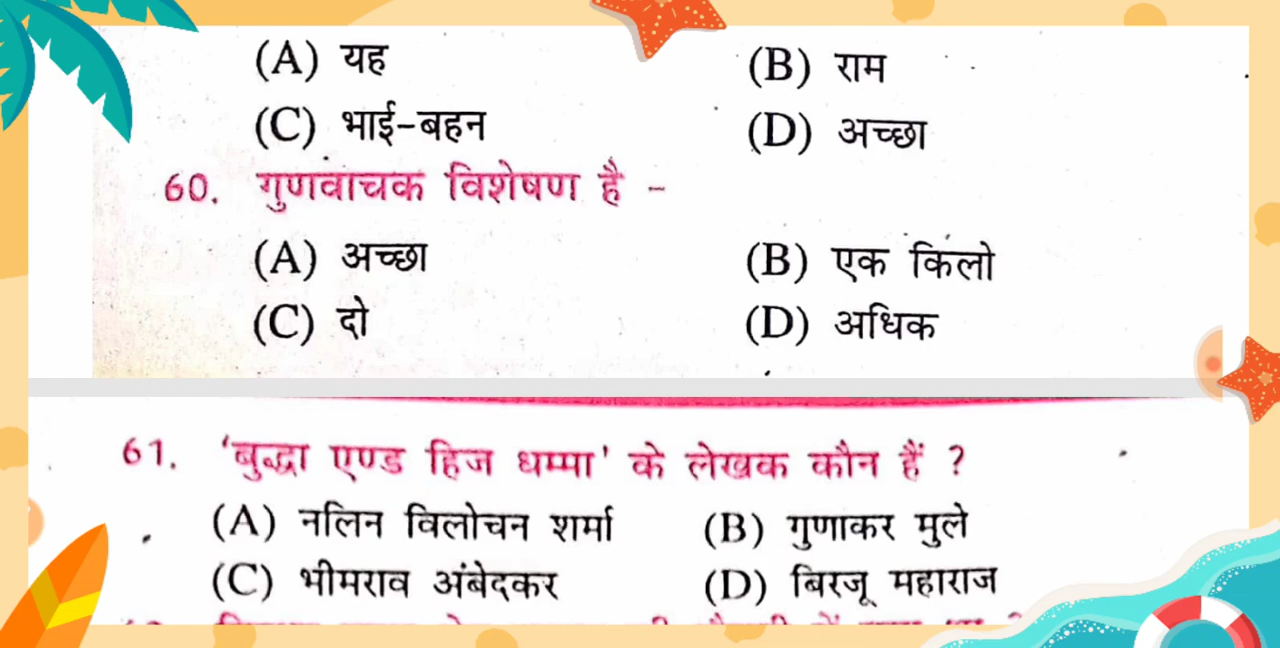 (A) यह (B) राम
(C) भाई-बहन (D) अच्छा
60. गुणवाचक विशेषण है -
(A) अच्छा (B) एक किलो
(C) दो (D) अधिक
61. 'बुद्धा एण्ड हिज धम्मा' के लेखक कौन हैं ?
(A) नलिन विलोचन शर्मा (B) गुणाकर मुले
(C) भीमराव अंबेदकर (D) बिरजू महाराज